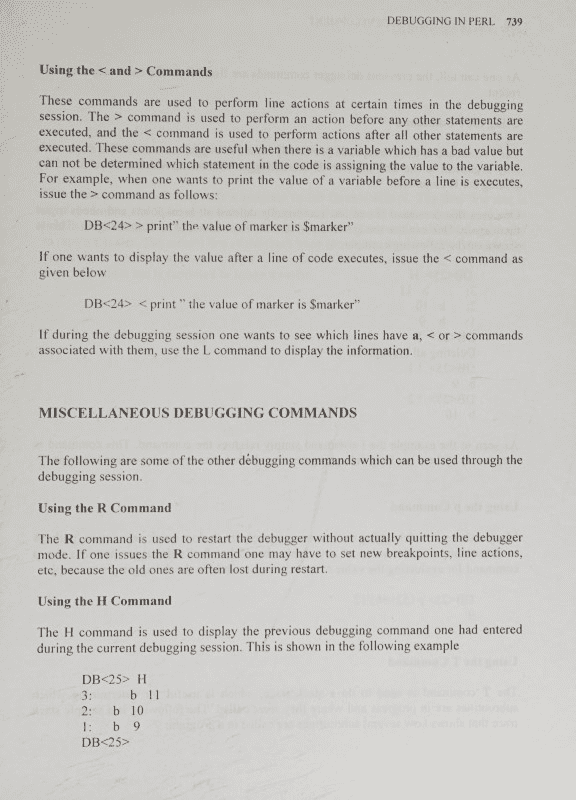 DEBUGGING IN PERL 739
Using the < and > Commands
These commands are used to perform line actions at certain times in the debugging
session. The > command is used to perform an action before any other statements are
executed, and the < command is used to perform actions after all other statements are
executed. These commands are useful when there is a variable which has a bad value but
can not be determined which statement in the code is assigning the value to the variable.
For example, when one wants to print the value of a variable before a line is executes,
issue the > command as follows:
DB<24> > print" the value of marker is $marker"
If one wants to display the value after a line of code executes, issue the < command as
given below
DB<24> < print " the value of marker is $marker"
If during the debugging session one wants to see which lines have a, < or > commands
associated with them, use the L command to display the information.
MISCELLANEOUS DEBUGGING COMMANDS
The following are some of the other debugging commands which can be used through the
debugging session.
Using the R Command
The R command is used to restart the debugger without actually quitting the debugger
mode. If one issues the R command one may have to set new breakpoints, line actions,
etc, because the old ones are often lost during restart.
Using the H Command
The H command is used to display the previous debugging command one had entered
during the current debugging session. This is shown in the following example
DB<25> H
3: b 11
2: b 10
1: b 9
DB<25>